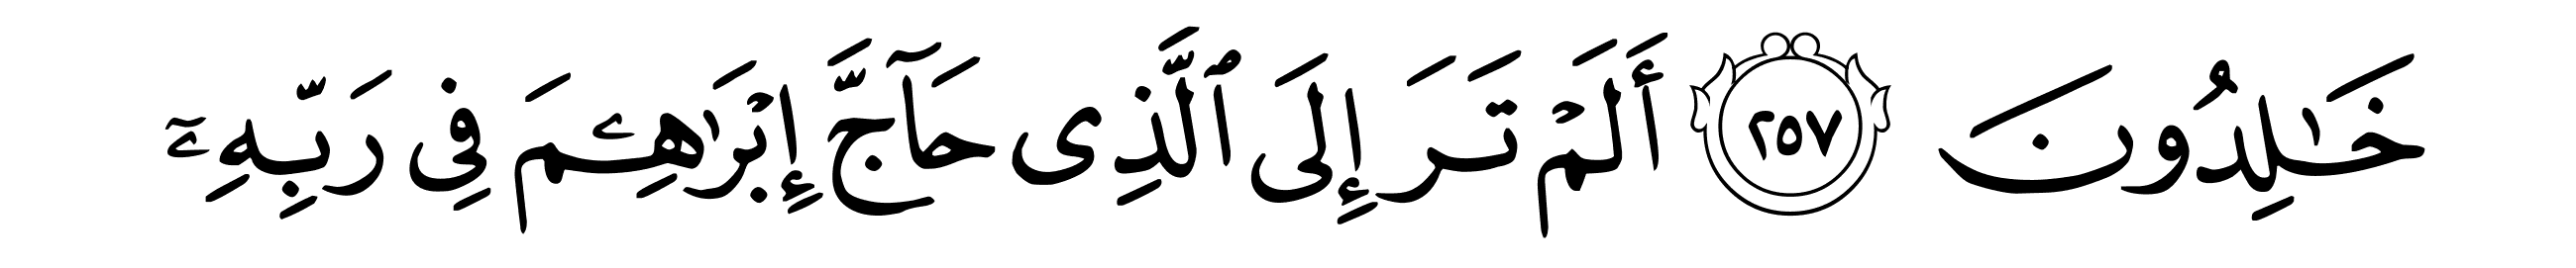 خَـٰلِدُونَ ٢٥٧ أَلَمْ تَرَ إِلَى ٱلَّذِى حَآجَّ إِبْرَٰهِـۧمَ فِى رَبِّهِۦٓ